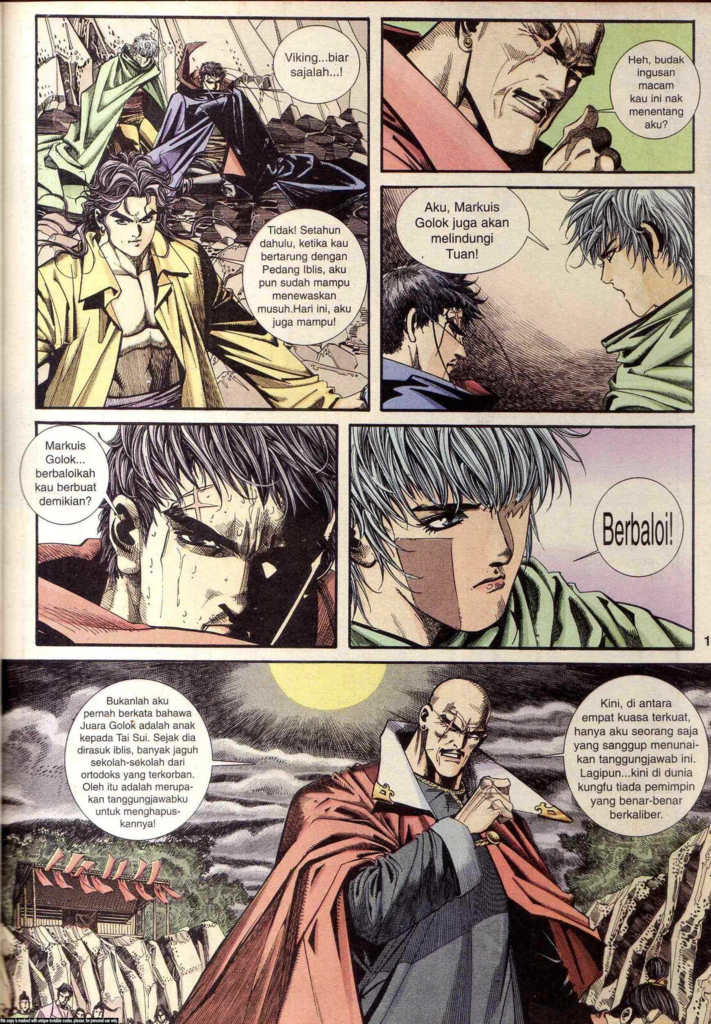 Viking...biar
sajalah...!
Tidak! Setahun
dahulu, ketika kau
bertarung dengan
Pedang Iblis, aku
pun sudah mampu
menewaskan
musuh.Hari ini, aku
juga mampu!
Heh, budak
ingusan
macam
kau ini nak
menentang
aku?
Aku, Markuis
Golok juga akan
melindungi
Tuan!
Markuis
Golok...
berbaloikah
kau berbuat
demikian?
Berbaloi!
1
Bukanlah aku
pernah berkata bahawa
Juara Golok adalah anak
kepada Tai Sui. Sejak dia
dirasuk iblis, banyak jaguh
sekolah-sekolah dari
ortodoks yang terkorban.
Oleh itu adalah merupa-
kan tanggungjawabku
untuk menghapus-
kannya!
Kini, di antara
empat kuasa terkuat,
hanya aku seorang saja
yang sanggup menunai-
kan tanggungjawab ini.
Lagipun...kini di dunia
kungfu tiada pemimpin
yang benar-benar
berkaliber.